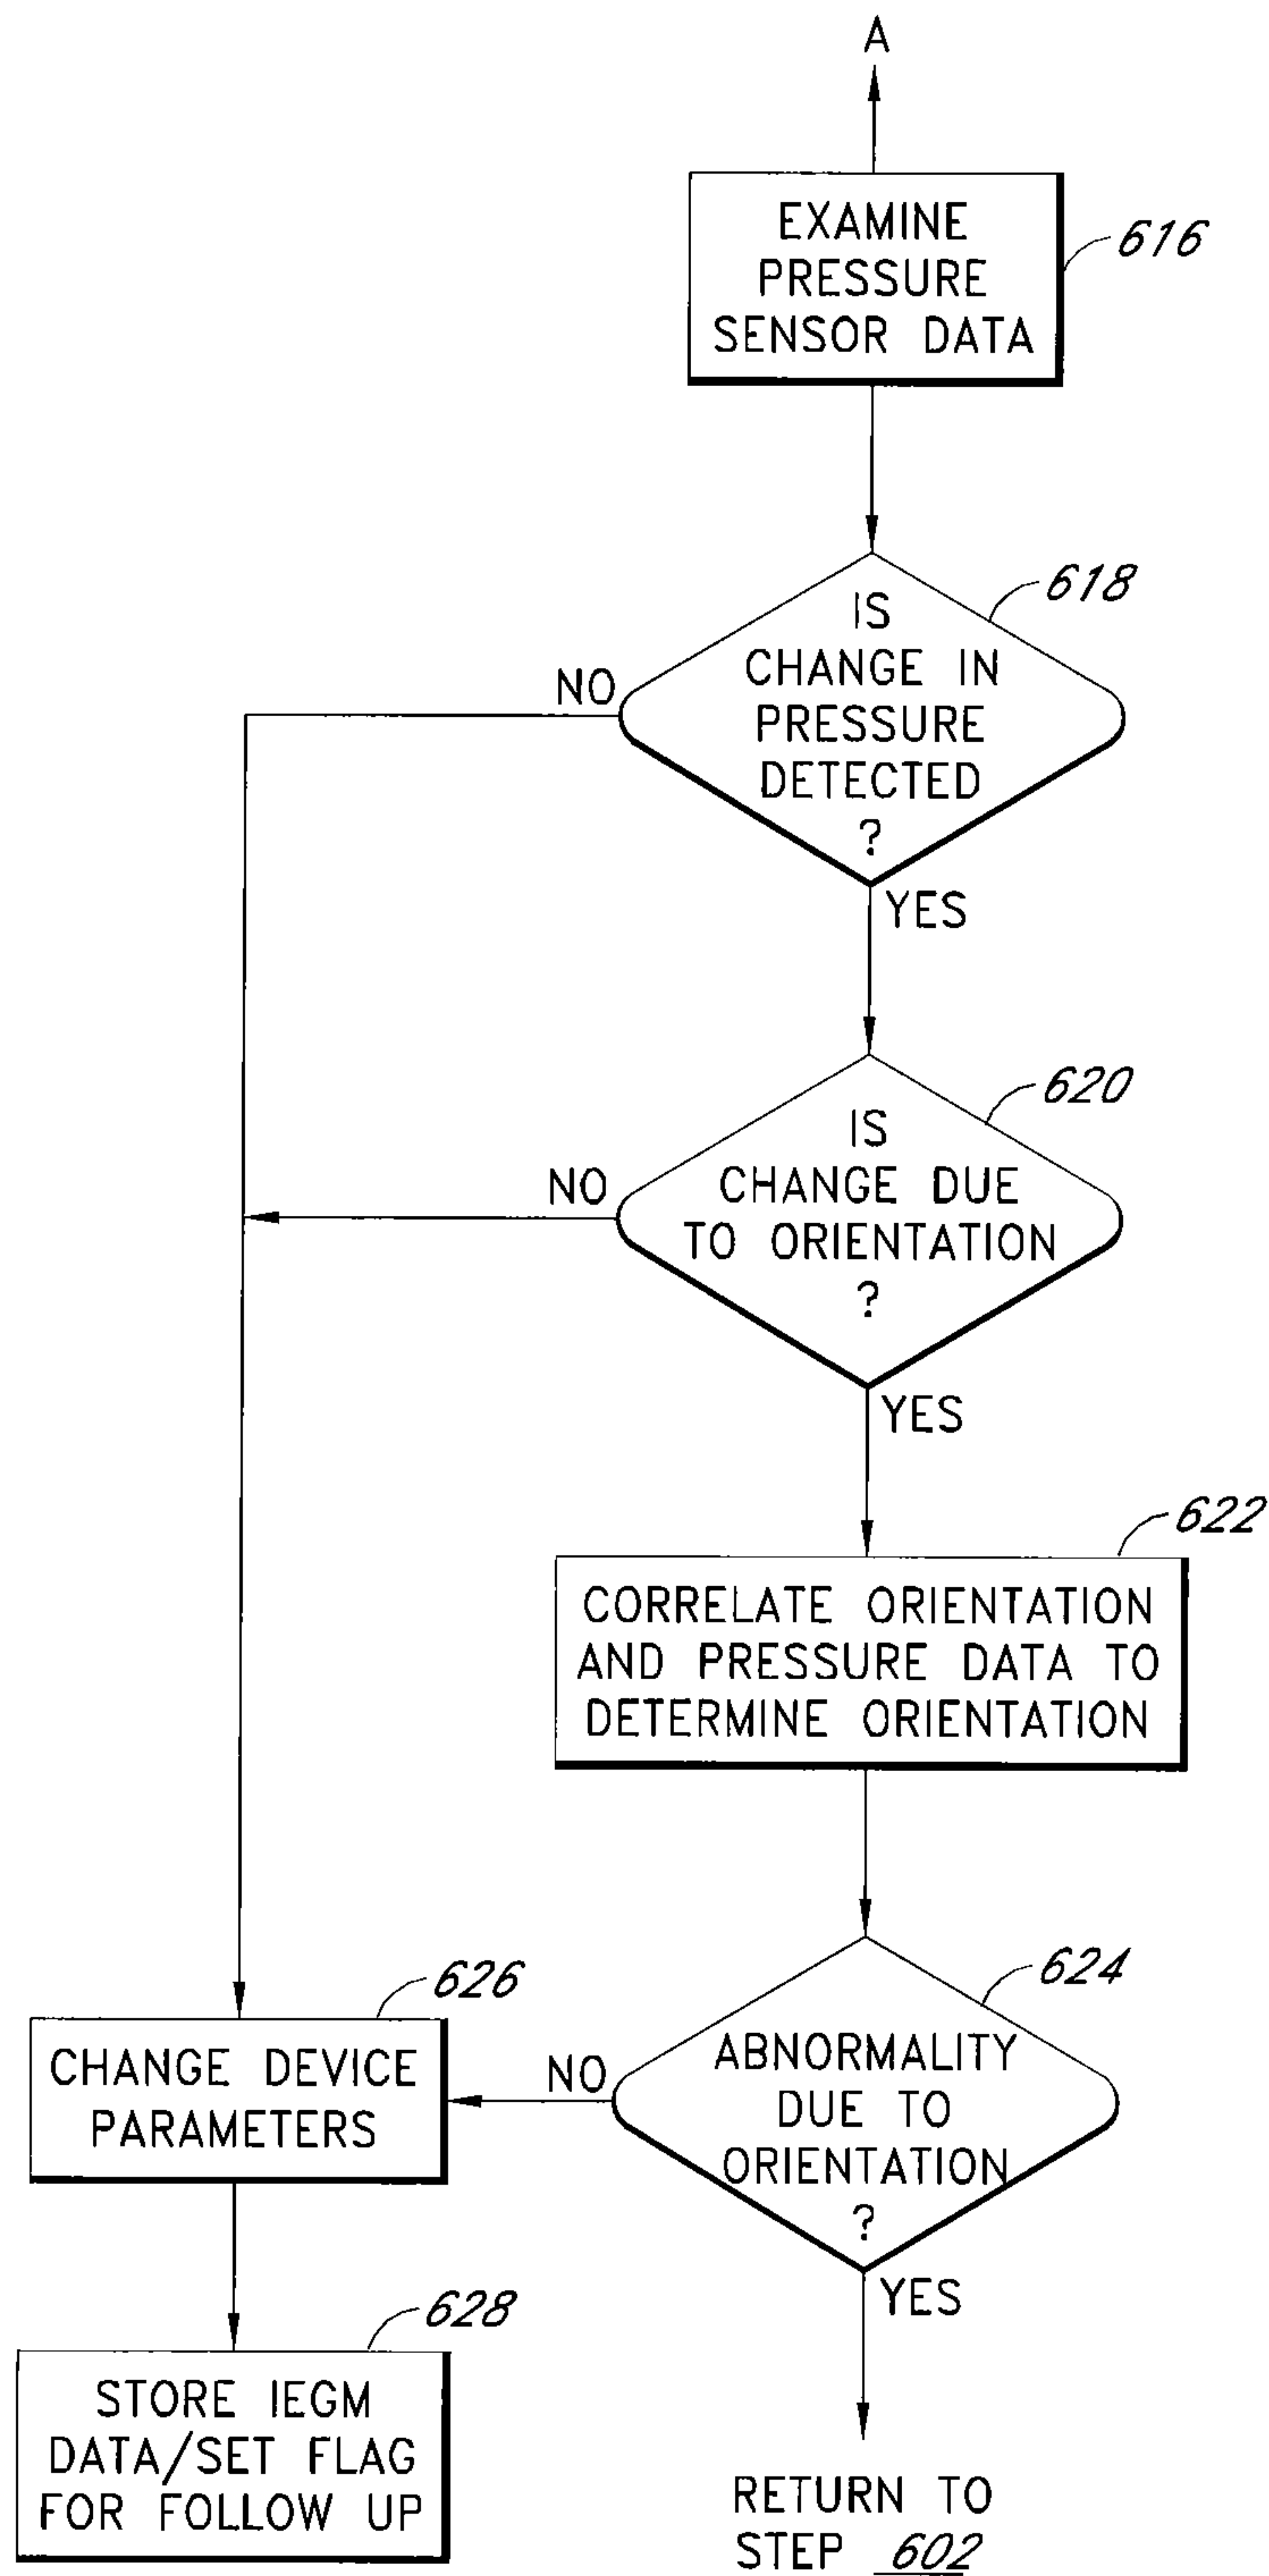 A
EXAMINE
PRESSURE
SENSOR DATA
616
IS
CHANGE IN
PRESSURE
DETECTED
?
618
NO
YES
IS
CHANGE DUE
TO ORIENTATION
?
620
NO
YES
CORRELATE ORIENTATION
AND PRESSURE DATA TO
DETERMINE ORIENTATION
622
ABNORMALITY
DUE TO
ORIENTATION
?
624
NO
YES
CHANGE DEVICE
PARAMETERS
626
STORE IEGM
DATA/SET FLAG
FOR FOLLOW UP
628
RETURN TO
STEP 602